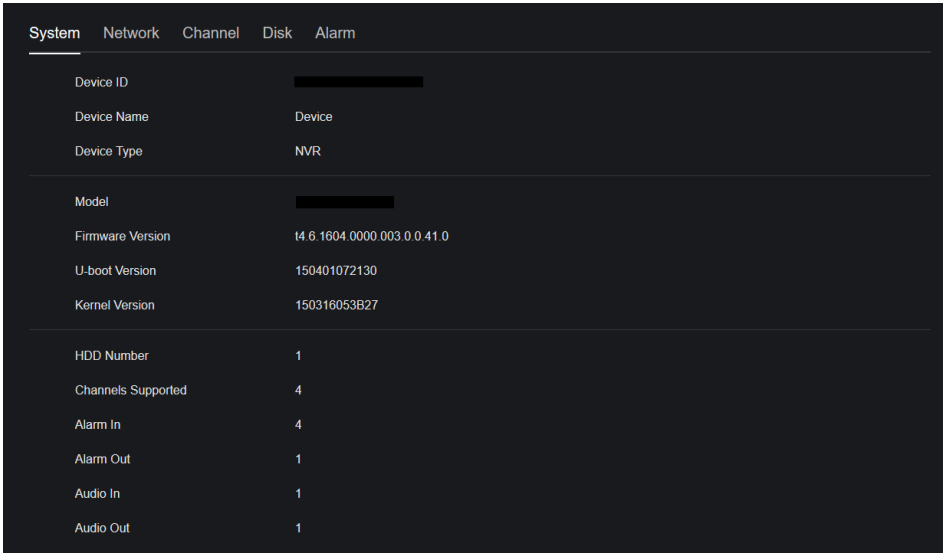 System Network Channel Disk Alarm
Device ID
Device Name Device
Device Type NVR
Model
Firmware Version t4.6.1604.0000.003.0.0.41.0
U-boot Version 150401072130
Kernel Version 150316053B27
HDD Number 1
Channels Supported 4
Alarm In 4
Alarm Out 1
Audio In 1
Audio Out 1